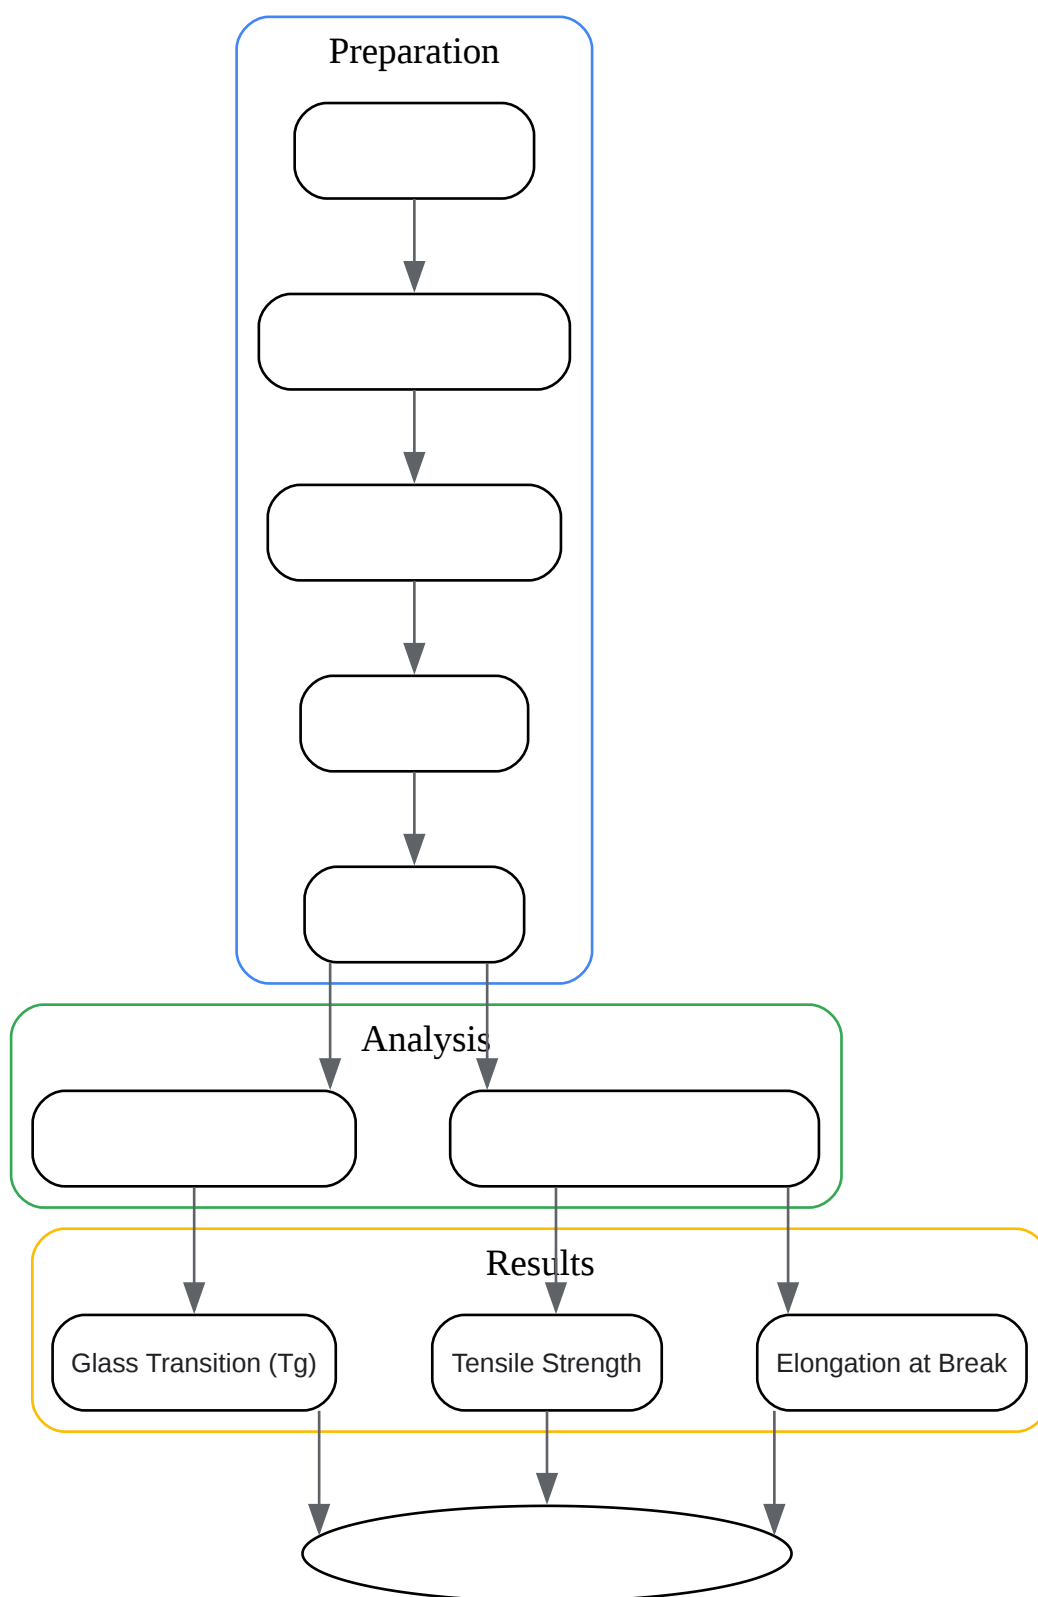 Preparation
Analysis
Results
Glass Transition (Tg)
Tensile Strength
Elongation at Break